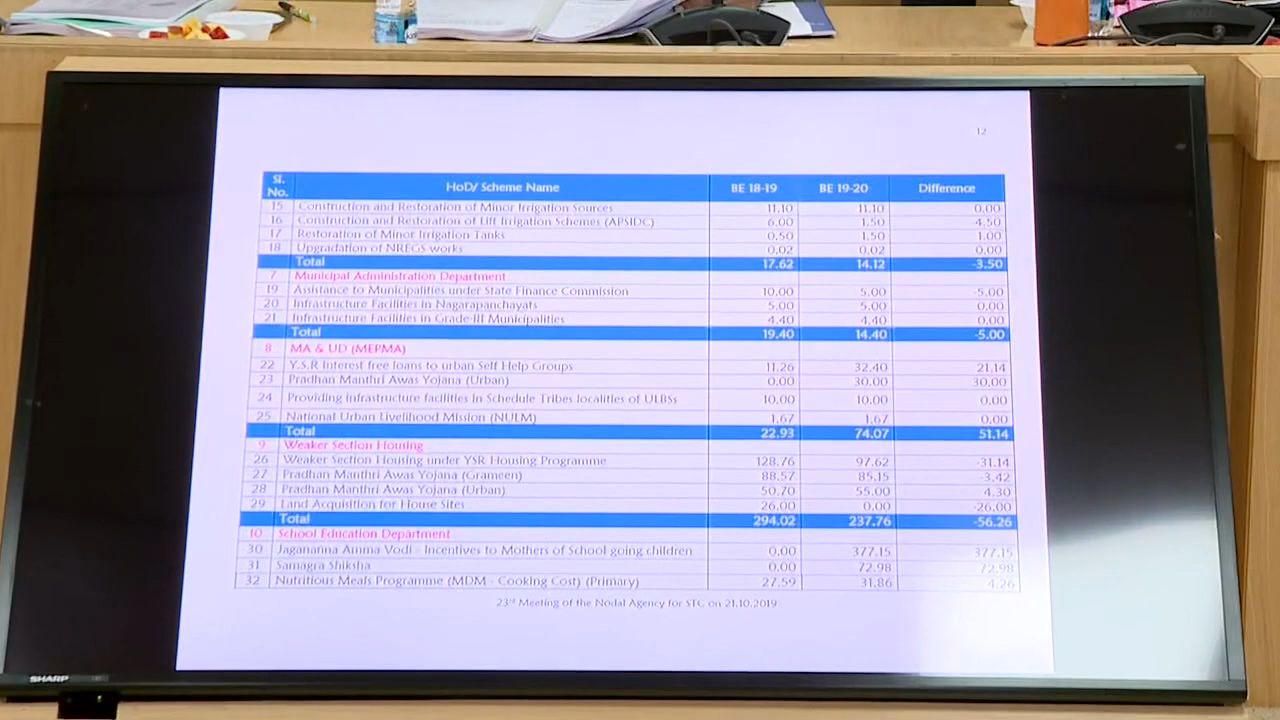 12
Sl. No. HoD/ Scheme Name BE 18-19 BE 19-20 Difference
15 Construction and Restoration of Minor Irrigation Sources 11.10 11.10 0.00
16 Construction and Restoration of Lift Irrigation Schemes (APSIDC) 6.00 1.50 -4.50
17 Restoration of Minor Irrigation Tanks 0.50 1.50 1.00
18 Upgradation of NREGS works 0.02 0.02 0.00
Total 17.62 14.12 -3.50
7 Municipal Administration Department
19 Assistance to Municipalities under State Finance Commission 10.00 5.00 -5.00
20 Infrastructure Facilities in Nagarapanchayats 5.00 5.00 0.00
21 Infrastructure Facilities in Grade-III Municipalities 4.40 4.40 0.00
Total 19.40 14.40 -5.00
8 MA & UD (MEPMA)
22 Y.S.R Interest free loans to urban Self Help Groups 11.26 32.40 21.14
23 Pradhan Manthri Awas Yojana (Urban) 0.00 30.00 30.00
24 Providing infrastructure facilities in Schedule Tribes localities of ULBSs 10.00 10.00 0.00
25 National Urban Livelihood Mission (NULM) 1.67 1.67 0.00
Total 22.93 74.07 51.14
9 Weaker Section Housing
26 Weaker Section Housing under YSR Housing Programme 128.76 97.62 -31.14
27 Pradhan Manthri Awas Yojana (Grameen) 88.57 85.15 -3.42
28 Pradhan Manthri Awas Yojana (Urban) 50.70 55.00 4.30
29 Land Acquisition for House Sites 26.00 0.00 -26.00
Total 294.02 237.76 -56.26
10 School Education Department
30 Jagananna Amma Vodi - Incentives to Mothers of School going children 0.00 377.15 377.15
31 Samagra Shiksha 0.00 72.98 72.98
32 Nutritious Meals Programme (MDM - Cooking Cost) (Primary) 27.59 31.86 4.26
23rd Meeting of the Nodal Agency for STC on 21.10.2019
SHARP